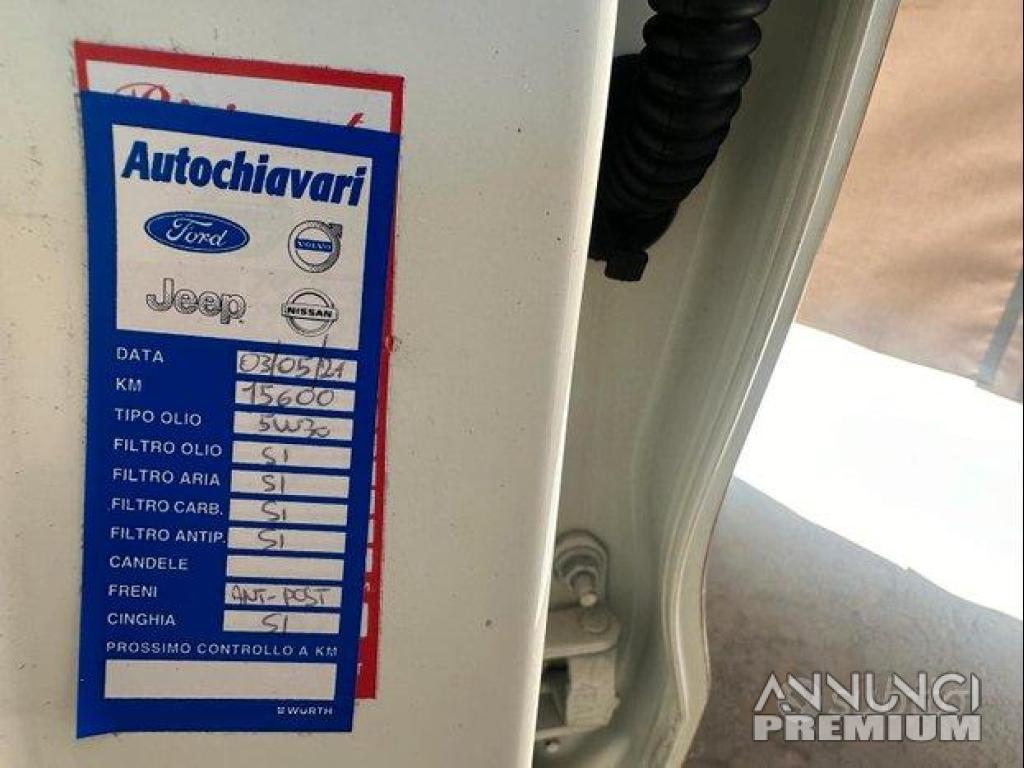 Autochiavari
Ford
VOLVO
Jeep
NISSAN
DATA 03/05/21
KM 75600
TIPO OLIO 5W30
FILTRO OLIO SI
FILTRO ARIA SI
FILTRO CARB. SI
FILTRO ANTIP. SI
CANDELE
FRENI ANT-POST
CINGHIA SI
PROSSIMO CONTROLLO A KM
WÜRTH
ANNUNCI
PREMIUM